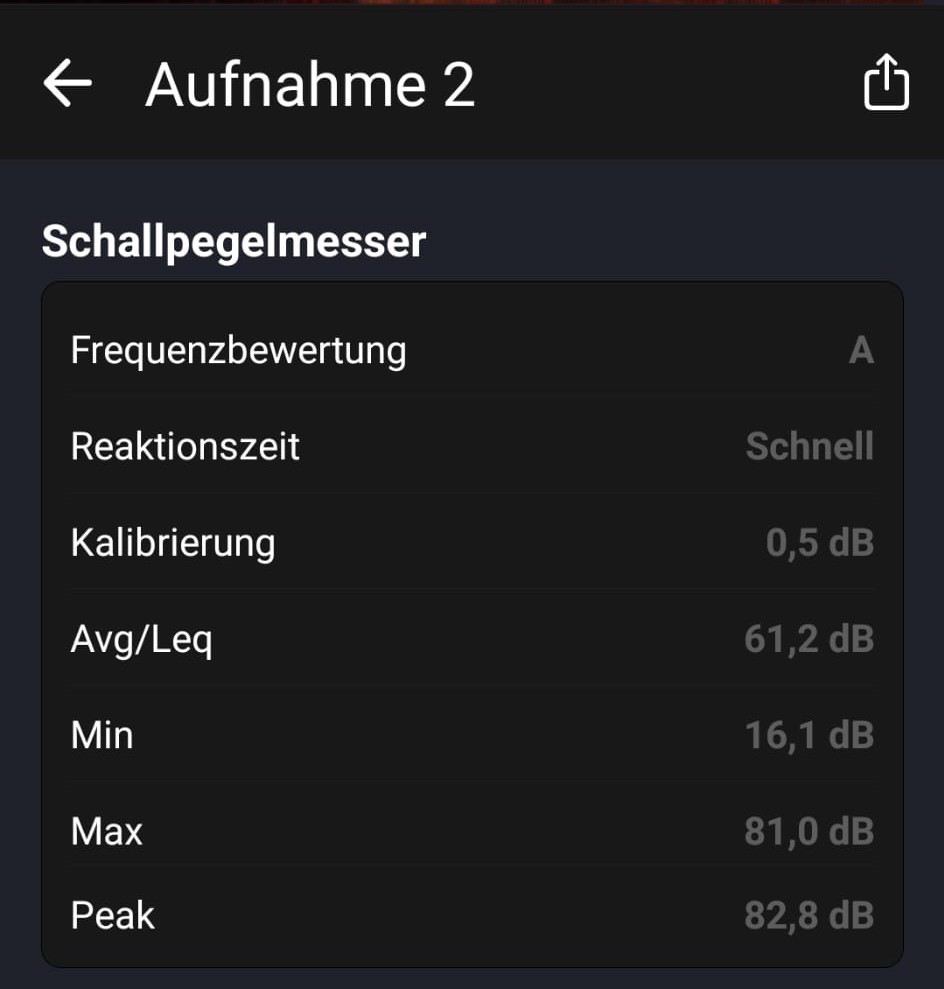 Aufnahme 2
Schallpegelmesser
Frequenzbewertung A
Reaktionszeit Schnell
Kalibrierung 0,5 dB
Avg/Leq 61,2 dB
Min 16,1 dB
Max 81,0 dB
Peak 82,8 dB